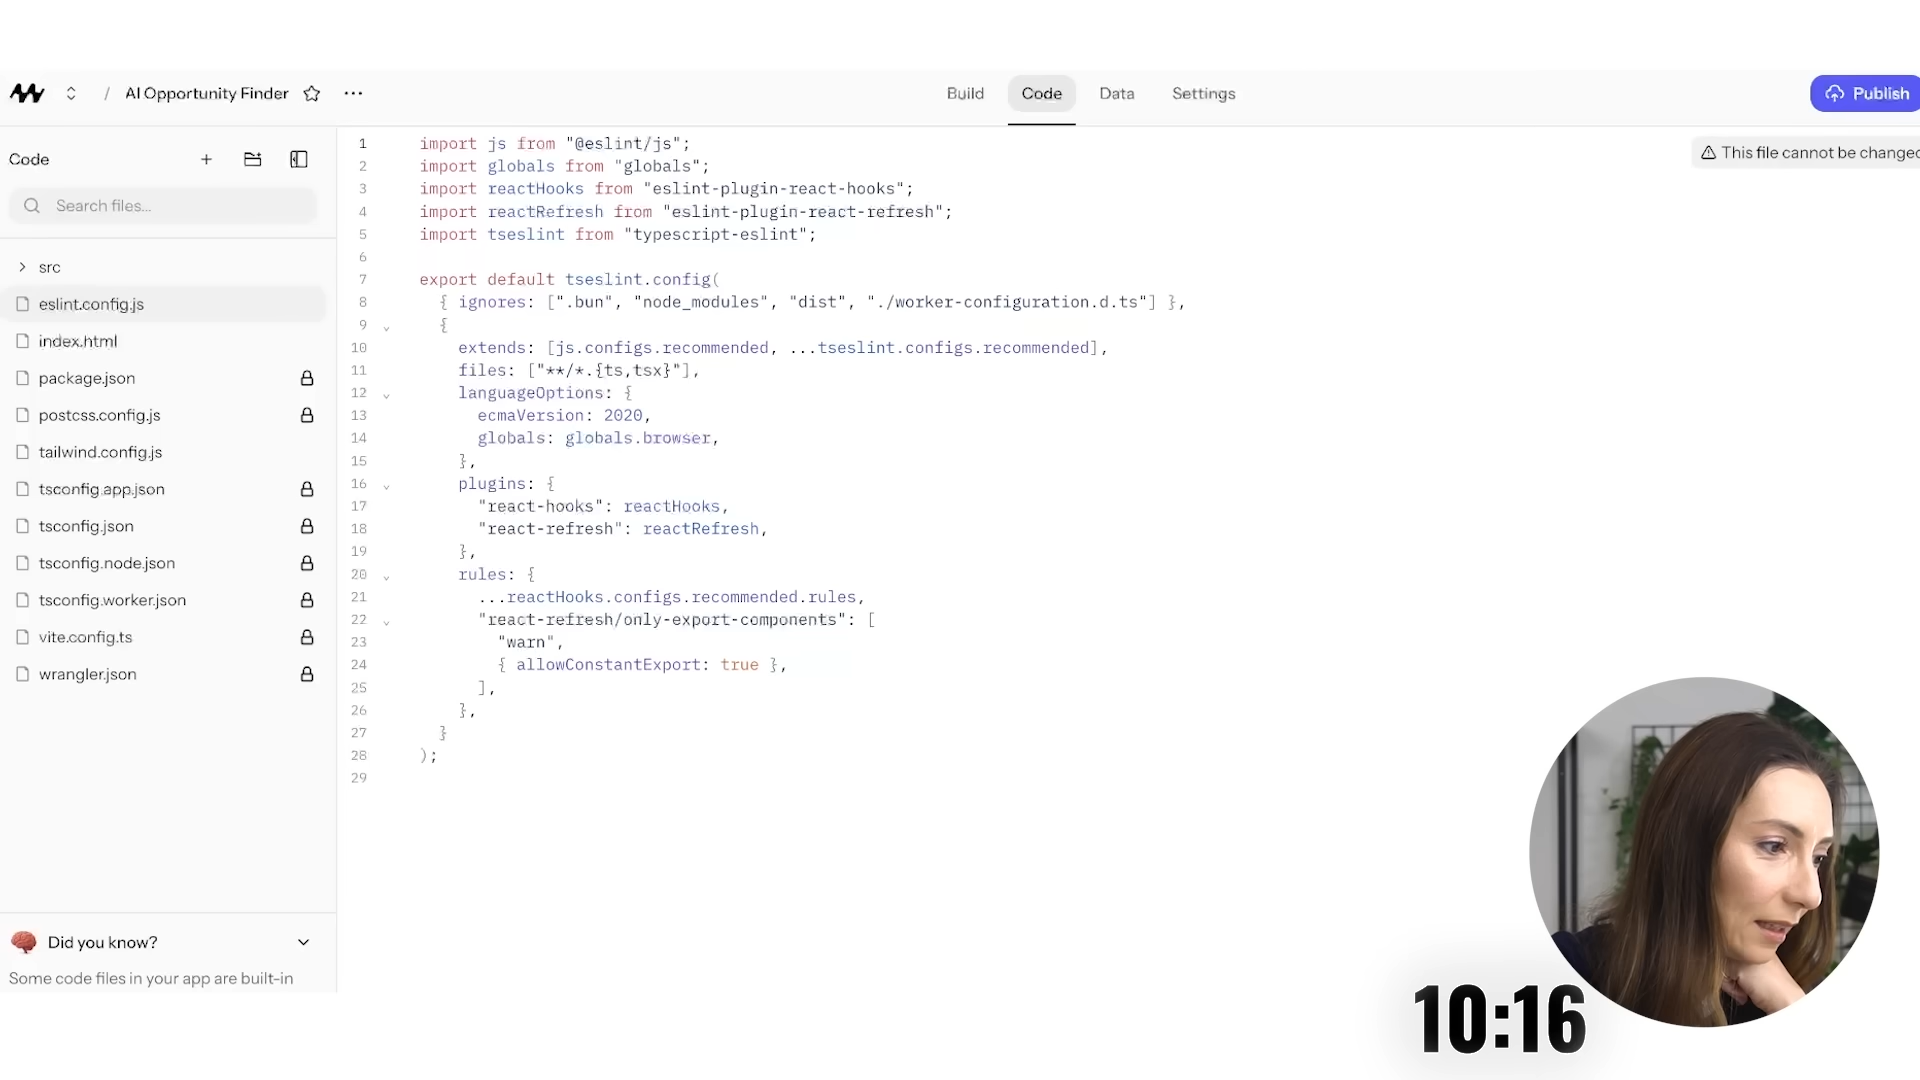 / AI Opportunity Finder ···
Build Code Data Settings
Publish
Code
Search files...
src
eslint.config.js
index.html
package.json
postcss.config.js
tailwind.config.js
tsconfig.app.json
tsconfig.json
tsconfig.node.json
tsconfig.worker.json
vite.config.ts
wrangler.json
Did you know?
Some code files in your app are built-in
This file cannot be changed
1 import js from "@eslint/js";
2 import globals from "globals";
3 import reactHooks from "eslint-plugin-react-hooks";
4 import reactRefresh from "eslint-plugin-react-refresh";
5 import tseslint from "typescript-eslint";
6
7 export default tseslint.config(
8 { ignores: [".bun", "node_modules", "dist", "./worker-configuration.d.ts"] },
9 {
10 extends: [js.configs.recommended, ...tseslint.configs.recommended],
11 files: ["**/*.{ts,tsx}"],
12 languageOptions: {
13 ecmaVersion: 2020,
14 globals: globals.browser,
15 },
16 plugins: {
17 "react-hooks": reactHooks,
18 "react-refresh": reactRefresh,
19 },
20 rules: {
21 ...reactHooks.configs.recommended.rules,
22 "react-refresh/only-export-components": [
23 "warn",
24 { allowConstantExport: true },
25 ],
26 },
27 }
28 );
29
10:16